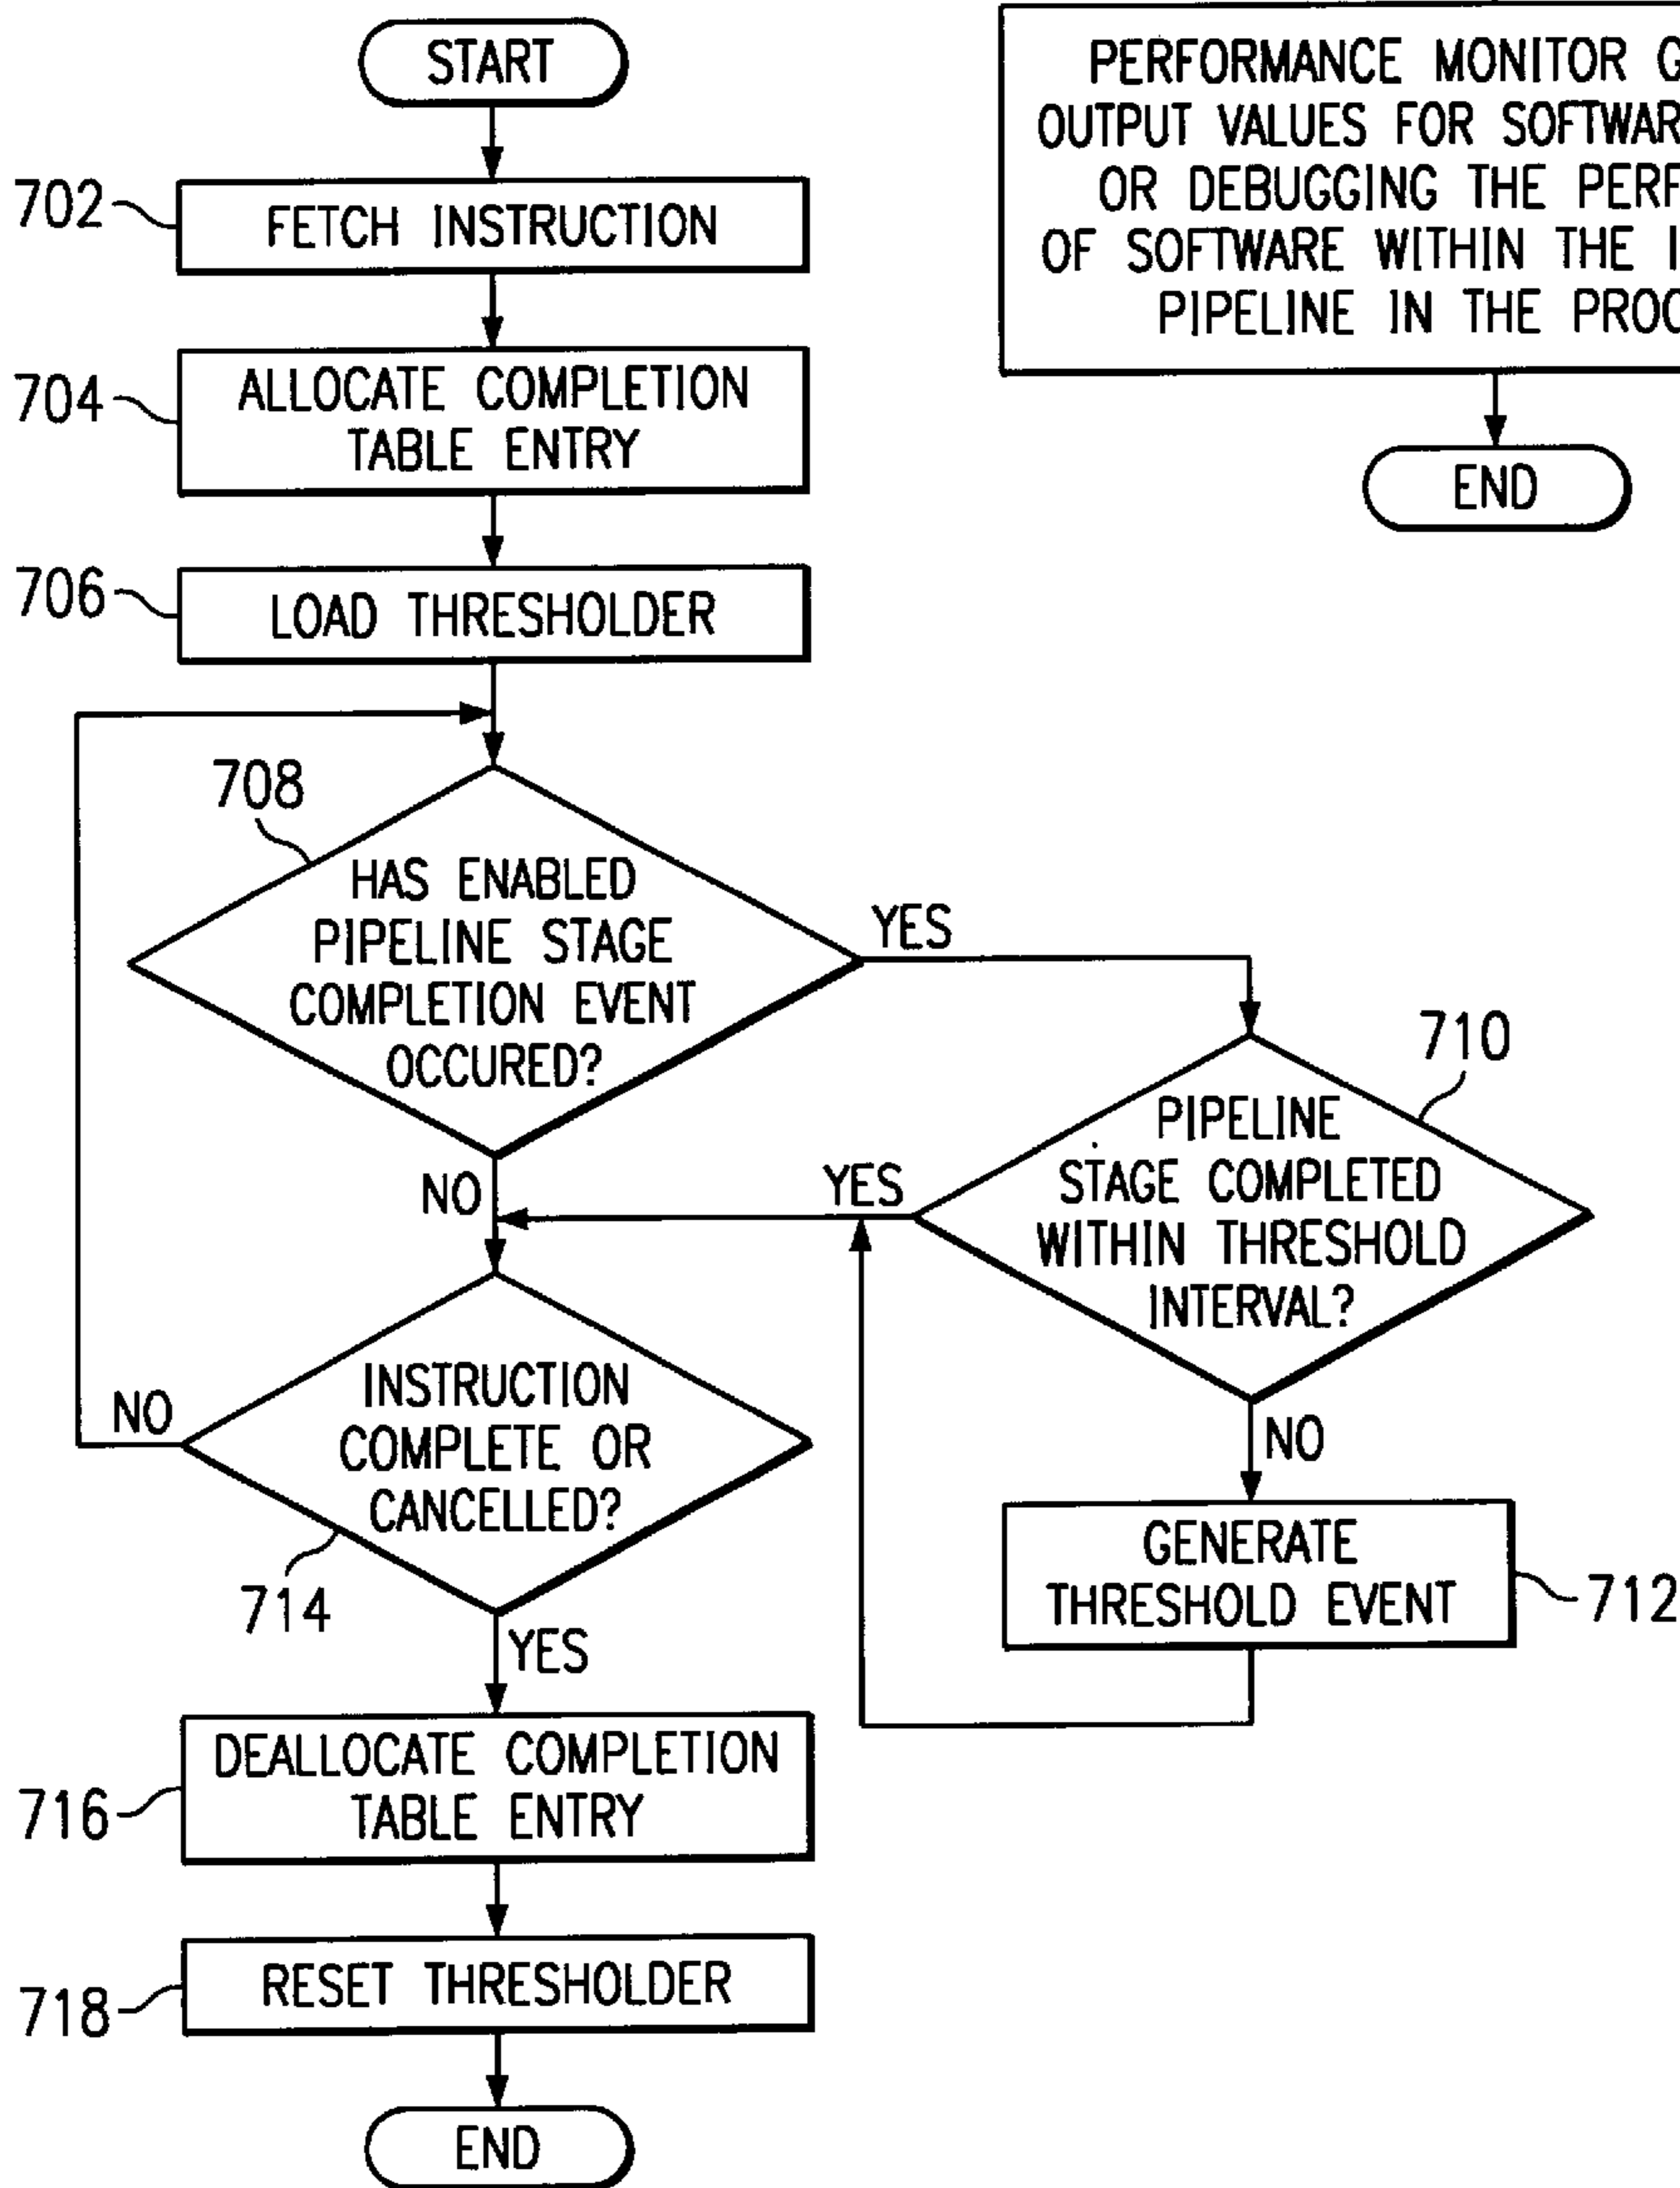 START
702
FETCH INSTRUCTION
704
ALLOCATE COMPLETION
TABLE ENTRY
706
LOAD THRESHOLDER
708
HAS ENABLED
PIPELINE STAGE
COMPLETION EVENT
OCCURED?
YES
NO
710
PIPELINE
STAGE COMPLETED
WITHIN THRESHOLD
INTERVAL?
YES
NO
GENERATE
THRESHOLD EVENT
712
INSTRUCTION
COMPLETE OR
CANCELLED?
NO
714
YES
716
DEALLOCATE COMPLETION
TABLE ENTRY
718
RESET THRESHOLDER
END
PERFORMANCE MONITOR
OUTPUT VALUES FOR
OR DEBUGGING THE
OF SOFTWARE WITHIN THE
PIPELINE IN THE
END